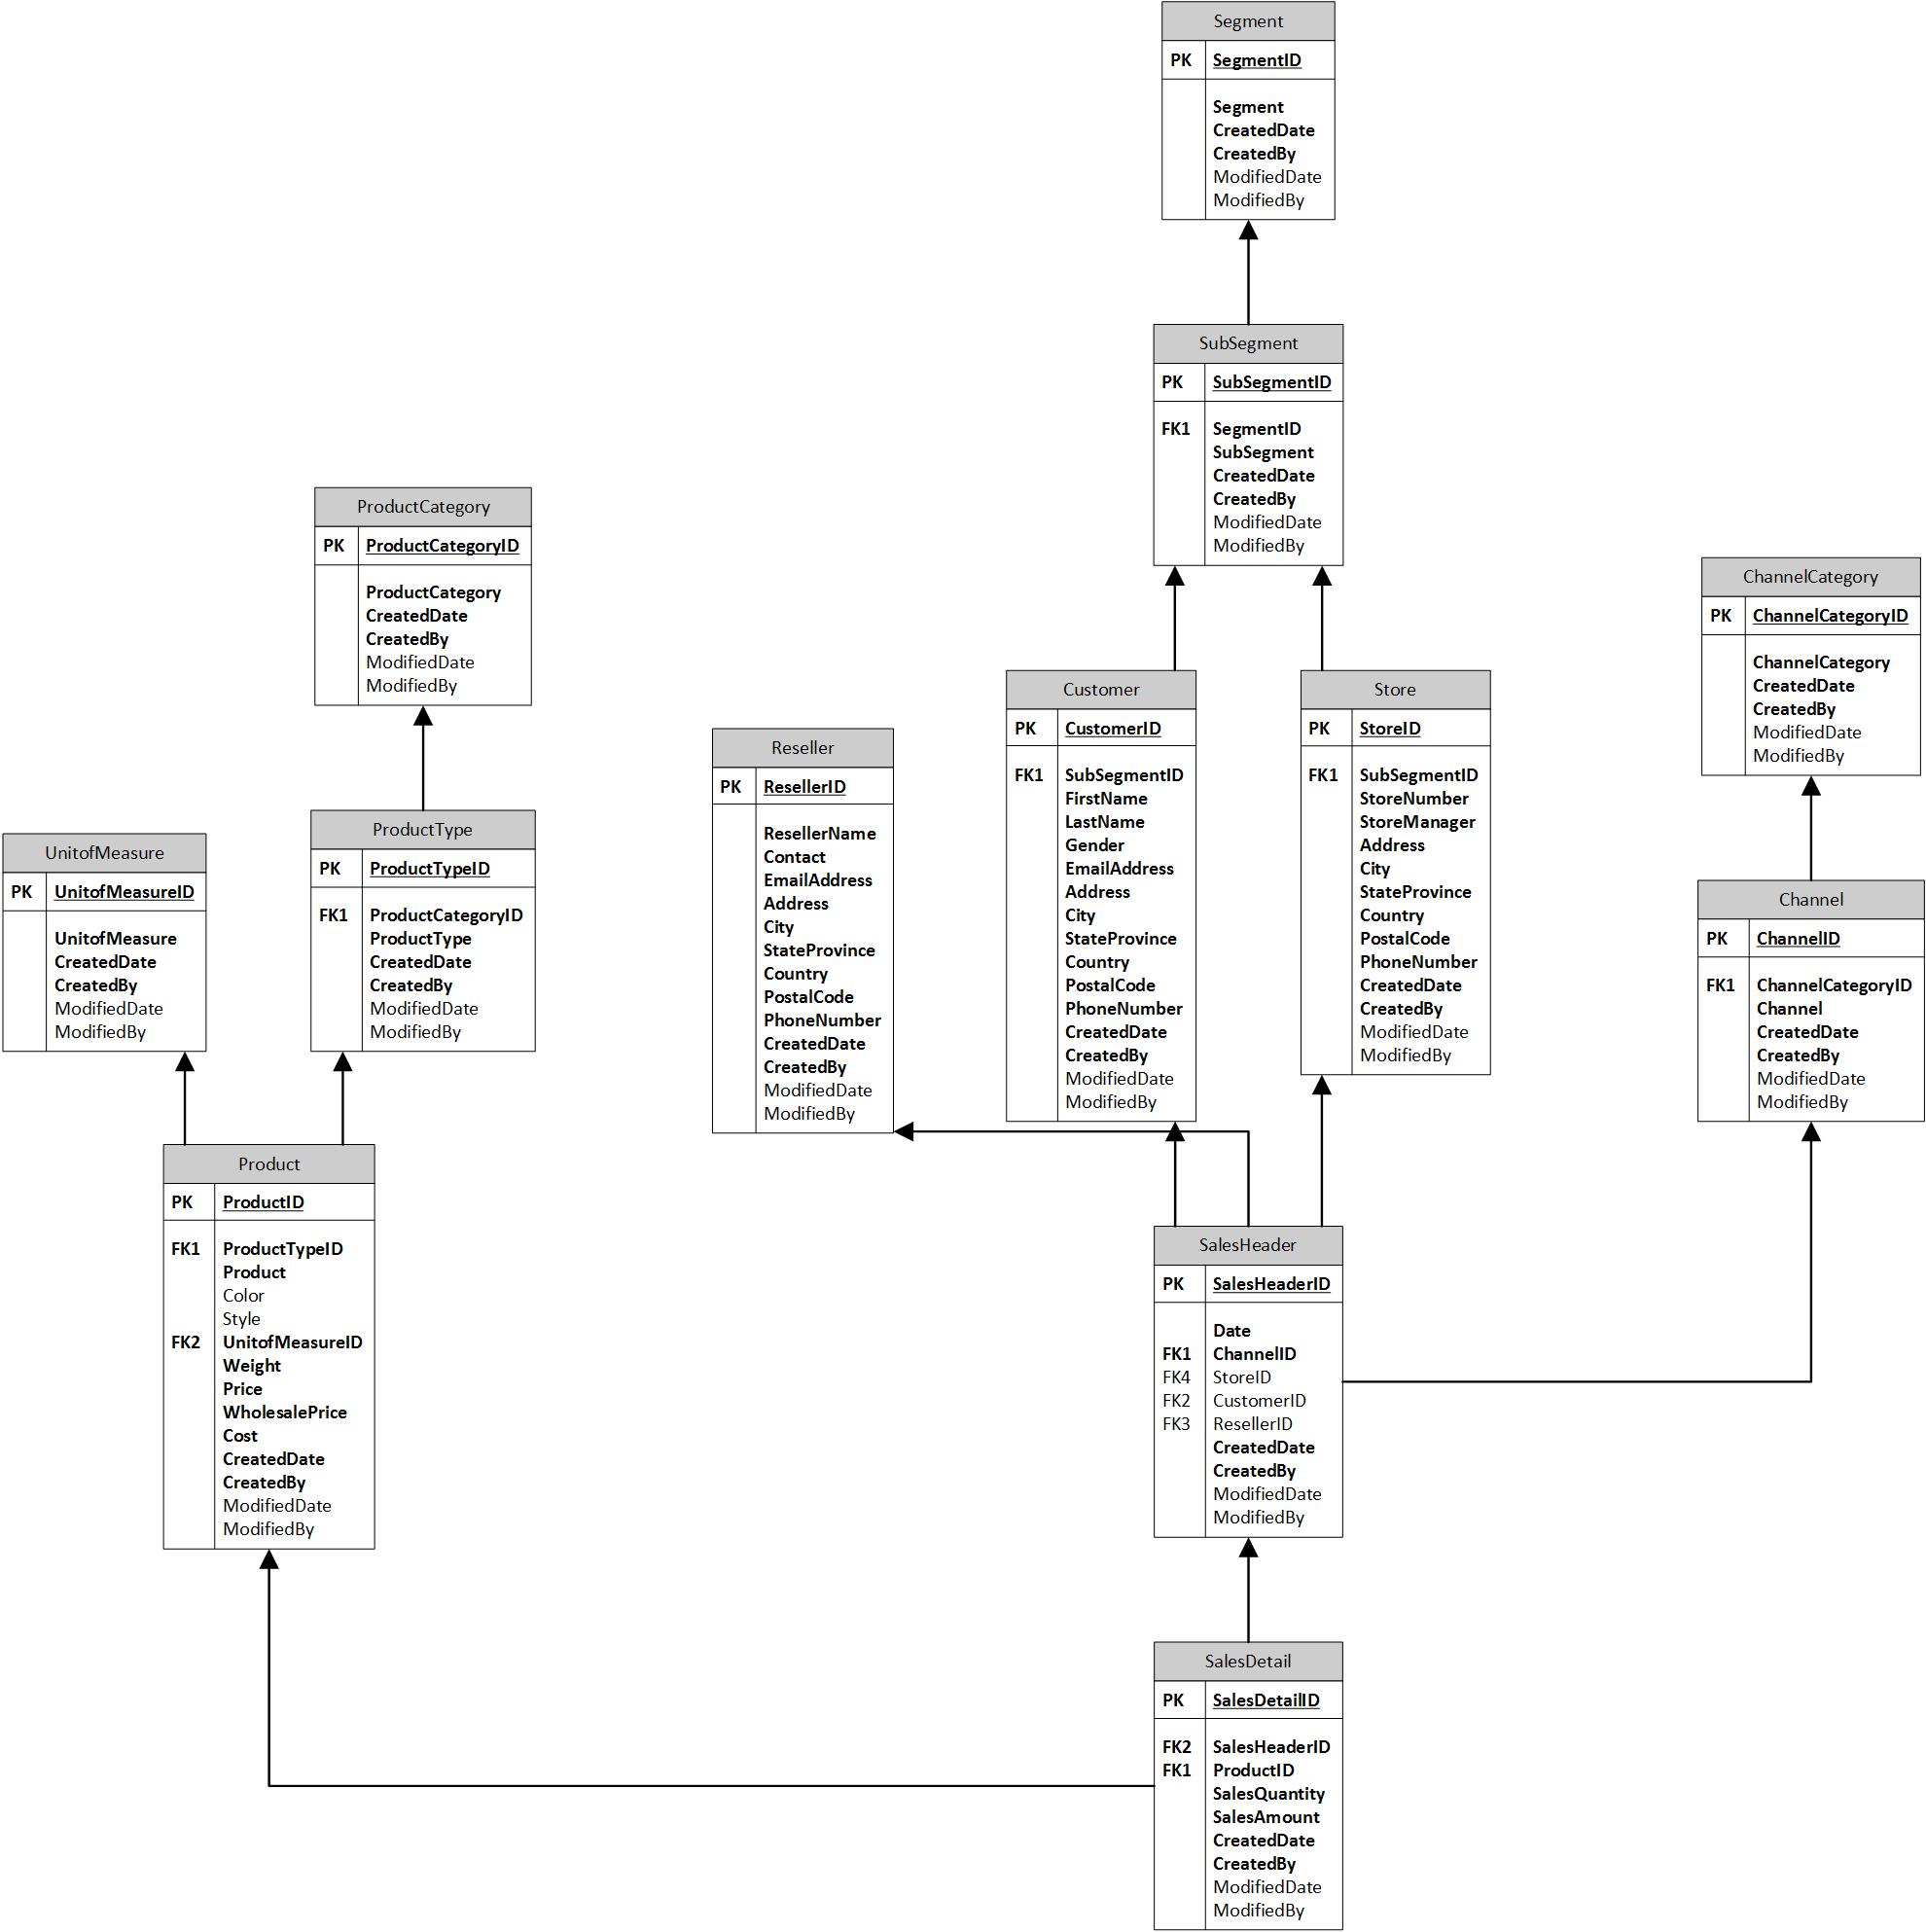 Segment
PK SegmentID
Segment
CreatedDate
CreatedBy
ModifiedDate
ModifiedBy
SubSegment
PK SubSegmentID
FK1 SegmentID
SubSegment
CreatedDate
CreatedBy
ModifiedDate
ModifiedBy
ProductCategory
PK ProductCategoryID
ProductCategory
CreatedDate
CreatedBy
ModifiedDate
ModifiedBy
ChannelCategory
PK ChannelCategoryID
ChannelCategory
CreatedDate
CreatedBy
ModifiedDate
ModifiedBy
Customer
PK CustomerID
FK1 SubSegmentID
FirstName
LastName
Gender
EmailAddress
Address
City
StateProvince
Country
PostalCode
PhoneNumber
CreatedDate
CreatedBy
ModifiedDate
ModifiedBy
Store
PK StoreID
FK1 SubSegmentID
StoreNumber
StoreManager
Address
City
StateProvince
Country
PostalCode
PhoneNumber
CreatedDate
CreatedBy
ModifiedDate
ModifiedBy
Reseller
PK ResellerID
ResellerName
Contact
EmailAddress
Address
City
StateProvince
Country
PostalCode
PhoneNumber
CreatedDate
CreatedBy
ModifiedDate
ModifiedBy
UnitofMeasure
PK UnitofMeasureID
UnitofMeasure
CreatedDate
CreatedBy
ModifiedDate
ModifiedBy
ProductType
PK ProductTypeID
FK1 ProductCategoryID
ProductType
CreatedDate
CreatedBy
ModifiedDate
ModifiedBy
Channel
PK ChannelID
FK1 ChannelCategoryID
Channel
CreatedDate
CreatedBy
ModifiedDate
ModifiedBy
Product
PK ProductID
FK1 ProductTypeID
Product
Color
Style
FK2 UnitofMeasureID
Weight
Price
WholesalePrice
Cost
CreatedDate
CreatedBy
ModifiedDate
ModifiedBy
SalesHeader
PK SalesHeaderID
Date
FK1 ChannelID
FK4 StoreID
FK2 CustomerID
FK3 ResellerID
CreatedDate
CreatedBy
ModifiedDate
ModifiedBy
SalesDetail
PK SalesDetailID
FK2 SalesHeaderID
FK1 ProductID
SalesQuantity
SalesAmount
CreatedDate
CreatedBy
ModifiedDate
ModifiedBy